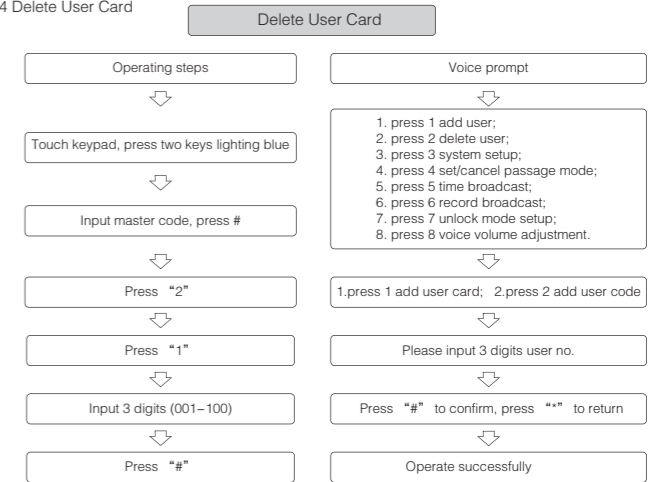 4 Delete User Card
Delete User Card
Operating steps
Touch keypad, press two keys lighting blue
Input master code, press #
Press “2”
Press “1”
Input 3 digits (001–100)
Press “#”
Voice prompt
1. press 1 add user;
2. press 2 delete user;
3. press 3 system setup;
4. press 4 set/cancel passage mode;
5. press 5 time broadcast;
6. press 6 record broadcast;
7. press 7 unlock mode setup;
8. press 8 voice volume adjustment.
1.press 1 add user card; 2.press 2 add user code
Please input 3 digits user no.
Press “#” to confirm, press “*” to return
Operate successfully